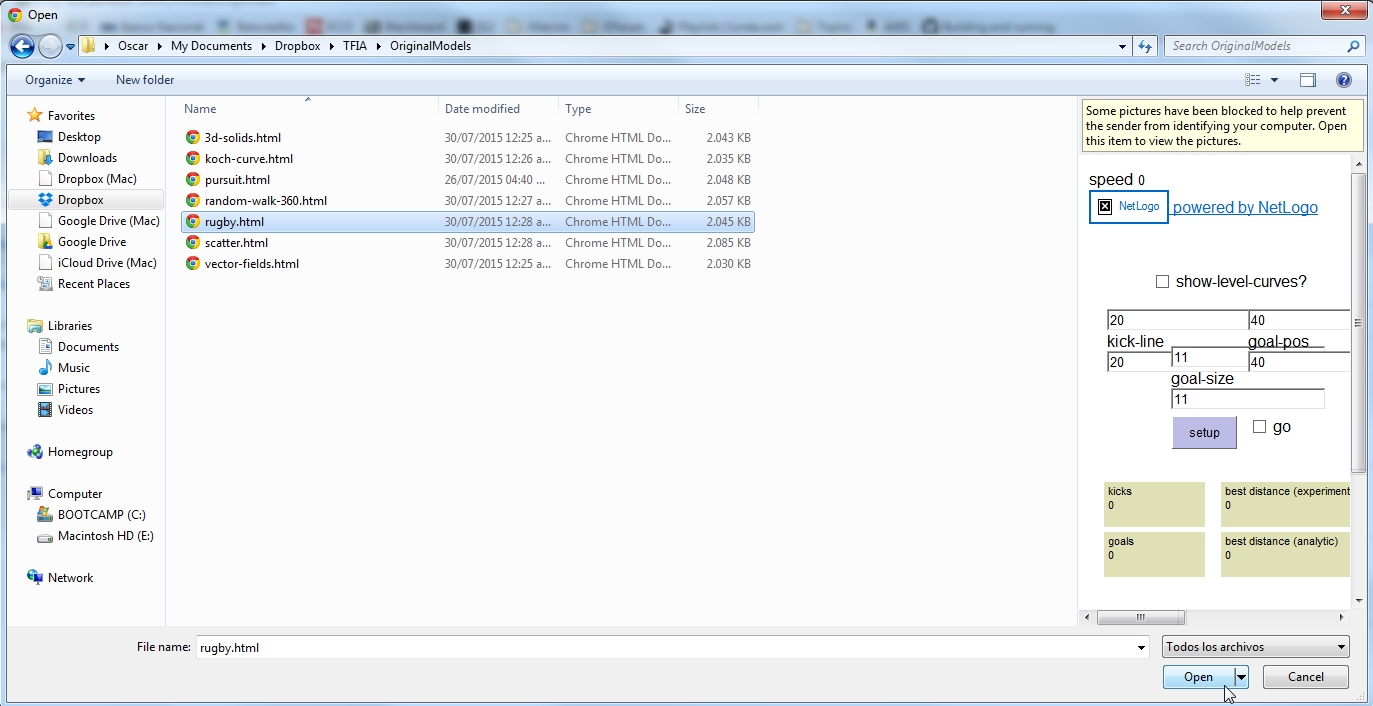 Open
Oscar My Documents Dropbox TFIA OriginalModels
Search OriginalModels
Organize New folder
Favorites
Desktop
Downloads
Dropbox (Mac)
Dropbox
Google Drive (Mac)
Google Drive
iCloud Drive (Mac)
Recent Places
Libraries
Documents
Music
Pictures
Videos
Homegroup
Computer
BOOTCAMP (C:)
Macintosh HD (E:)
Network
Name Date modified Type Size
3d-solids.html 30/07/2015 12:25 a... Chrome HTML Do... 2.043 KB
koch-curve.html 30/07/2015 12:26 a... Chrome HTML Do... 2.035 KB
pursuit.html 26/07/2015 04:40 ... Chrome HTML Do... 2.048 KB
random-walk-360.html 30/07/2015 12:27 a... Chrome HTML Do... 2.057 KB
rugby.html 30/07/2015 12:28 a... Chrome HTML Do... 2.045 KB
scatter.html 30/07/2015 12:28 a... Chrome HTML Do... 2.085 KB
vector-fields.html 30/07/2015 12:25 a... Chrome HTML Do... 2.030 KB
Some pictures have been blocked to help prevent
the sender from identifying your computer. Open
this item to view the pictures.
speed 0
NetLogo powered by NetLogo
show-level-curves?
20 40
kick-line goal-pos
20 11 40
goal-size
11
setup go
kicks best distance (experiment
0 0
goals best distance (analytic)
0 0
File name: rugby.html Todos los archivos
Open Cancel